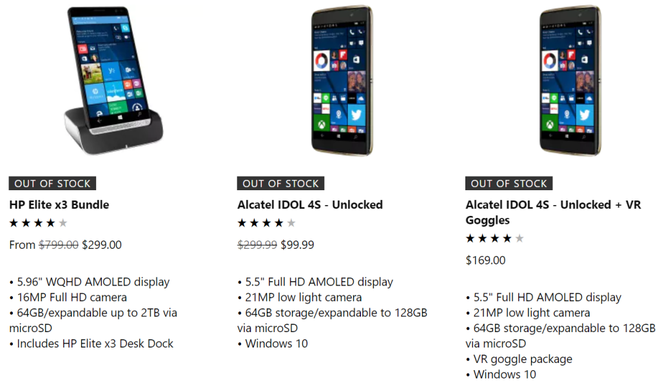 OUT OF STOCK
HP Elite x3 Bundle
★ ★ ★ ★ ★
From $799.00 $299.00
• 5.96" WQHD AMOLED display
• 16MP Full HD camera
• 64GB/expandable up to 2TB via
microSD
• Includes HP Elite x3 Desk Dock
OUT OF STOCK
Alcatel IDOL 4S - Unlocked
★ ★ ★ ★ ★
$299.99 $99.99
• 5.5" Full HD AMOLED display
• 21MP low light camera
• 64GB storage/expandable to 128GB
via microSD
• Windows 10
OUT OF STOCK
Alcatel IDOL 4S - Unlocked + VR
Goggles
★ ★ ★ ★ ★
$169.00
• 5.5" Full HD AMOLED display
• 21MP low light camera
• 64GB storage/expandable to 128GB
via microSD
• VR goggle package
• Windows 10